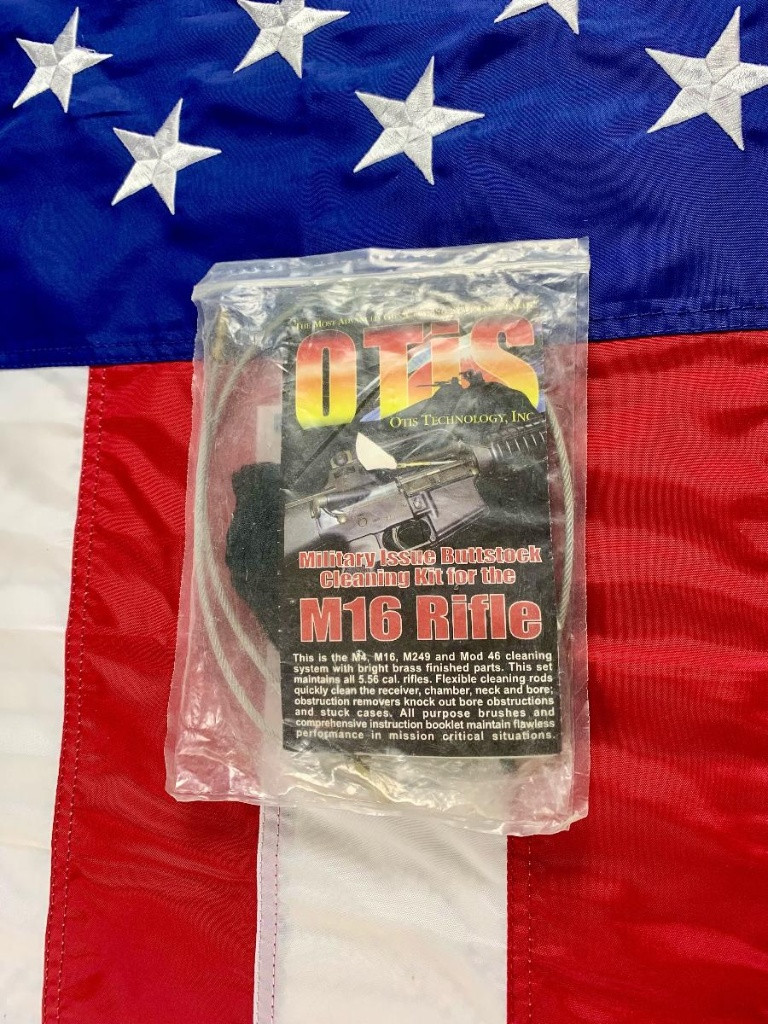 THE MOST ADVA
OTIS
OTIS TECHNOLOGY, INC
Military Issue Buttstock
Cleaning Kit for the
M16 Rifle
This is the M4, M16, M249 and Mod 46 cleaning
system with bright brass finished parts. This set
maintains all 5.56 cal. rifles. Flexible cleaning rods
quickly clean the receiver, chamber, neck and bore;
obstruction removers knock out bore obstructions
and stuck cases. All purpose brushes and
comprehensive instruction booklet maintain flawless
performance in mission critical situations.